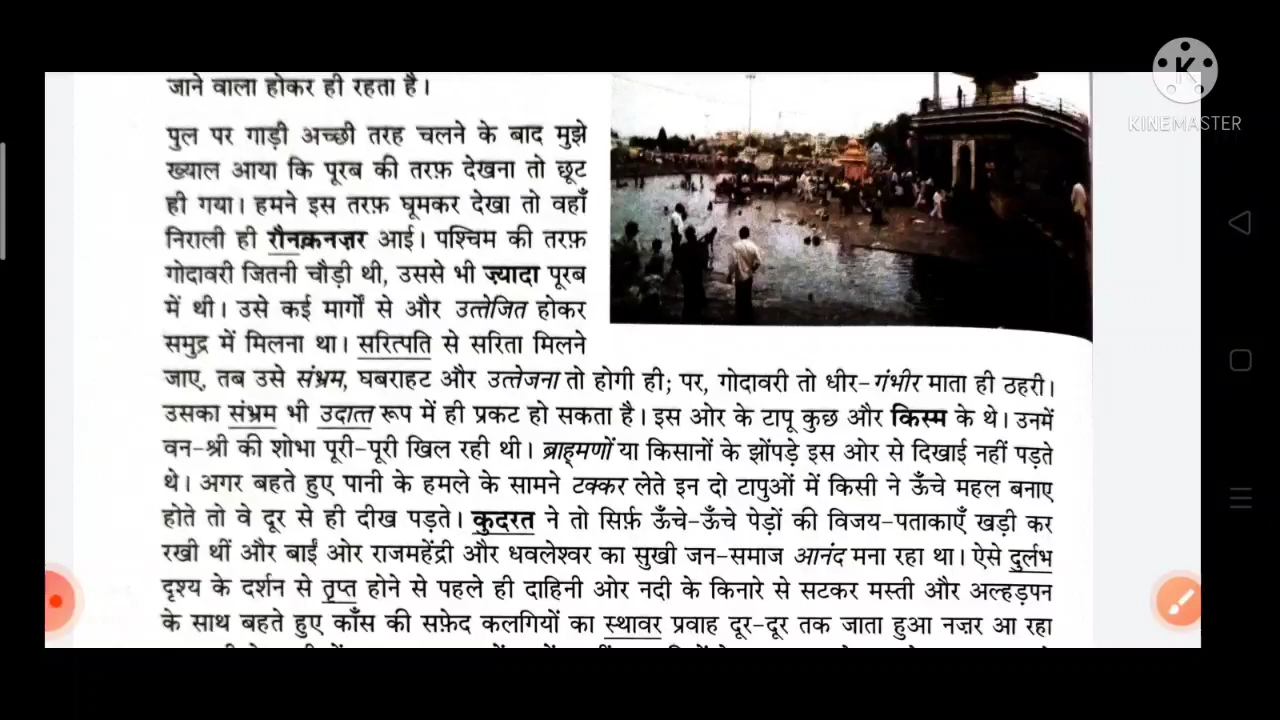 जाने वाला होकर ही रहता है।
KINEMASTER
पुल पर गाड़ी अच्छी तरह चलने के बाद मुझे
ख्याल आया कि पूरब की तरफ़ देखना तो छूट
ही गया। हमने इस तरफ़ घूमकर देखा तो वहाँ
निराली ही रौनक़नज़र आई। पश्चिम की तरफ़
गोदावरी जितनी चौड़ी थी, उससे भी ज़्यादा पूरब
में थी। उसे कई मार्गों से और उत्तेजित होकर
समुद्र में मिलना था। सरित्पति से सरिता मिलने
जाए, तब उसे संभ्रम, घबराहट और उत्तेजना तो होगी ही; पर, गोदावरी तो धीर-गंभीर माता ही ठहरी।
उसका संभ्रम भी उदात्त रूप में ही प्रकट हो सकता है। इस ओर के टापू कुछ और किस्म के थे। उनमें
वन-श्री की शोभा पूरी-पूरी खिल रही थी। ब्राह्मणों या किसानों के झोंपड़े इस ओर से दिखाई नहीं पड़ते
थे। अगर बहते हुए पानी के हमले के सामने टक्कर लेते इन दो टापुओं में किसी ने ऊँचे महल बनाए
होते तो वे दूर से ही दीख पड़ते। कुदरत ने तो सिर्फ़ ऊँचे-ऊँचे पेड़ों की विजय-पताकाएँ खड़ी कर
रखी थीं और बाईं ओर राजमहेंद्री और धवलेश्वर का सुखी जन-समाज आनंद मना रहा था। ऐसे दुर्लभ
दृश्य के दर्शन से तृप्त होने से पहले ही दाहिनी ओर नदी के किनारे से सटकर मस्ती और अल्हड़पन
के साथ बहते हुए काँस की सफ़ेद कलगियों का स्थावर प्रवाह दूर-दूर तक जाता हुआ नज़र आ रहा